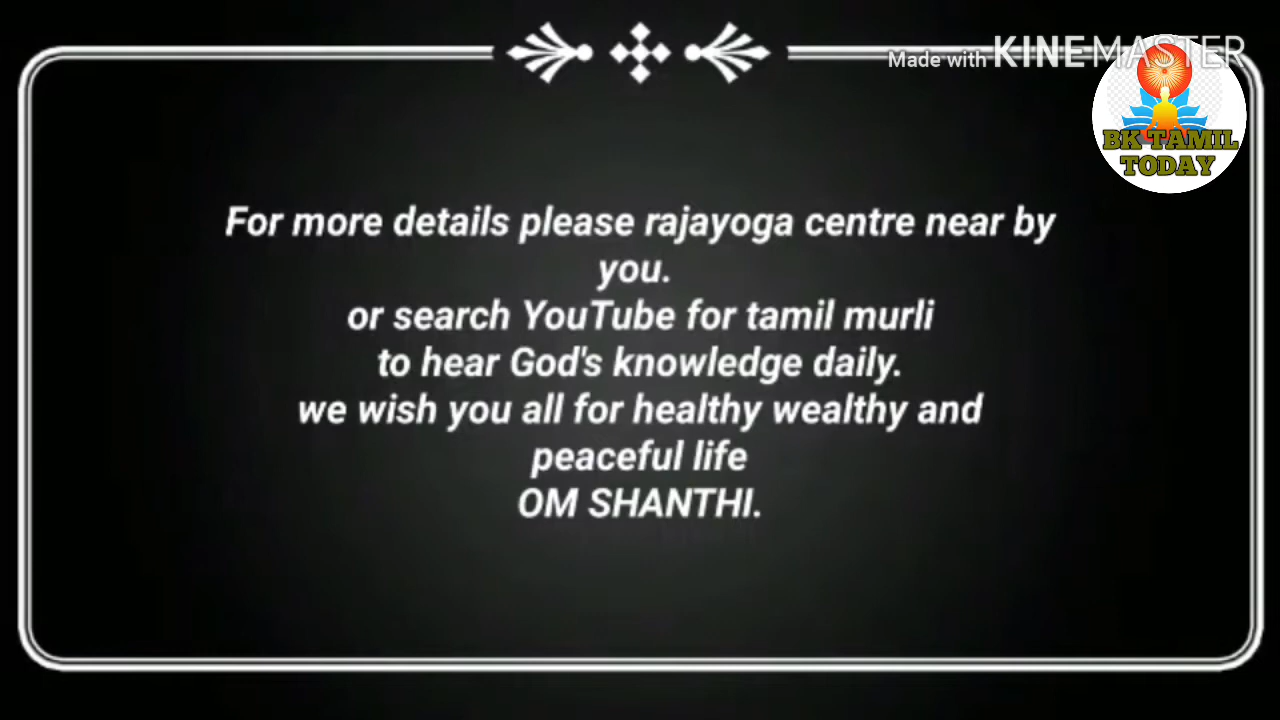 Made with KINEMASTER
BK TAMIL
TODAY
For more details please rajayoga centre near by
you.
or search YouTube for tamil murli
to hear God's knowledge daily.
we wish you all for healthy wealthy and
peaceful life
OM SHANTHI.